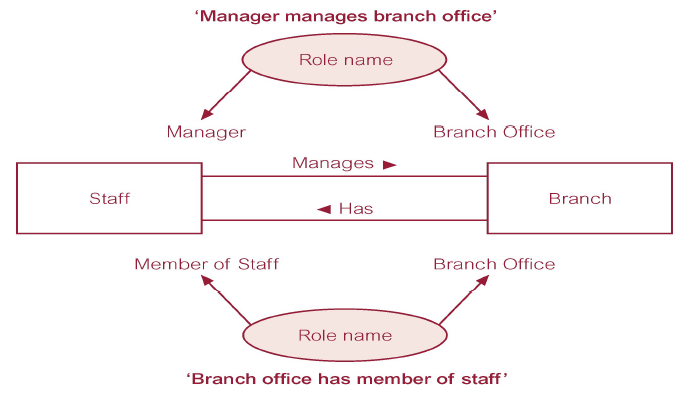 ‘Manager manages branch office’
Role name
Manager
Branch Office
Manages ►
Staff
Branch
◄ Has
Member of Staff
Branch Office
Role name
‘Branch office has member of staff’